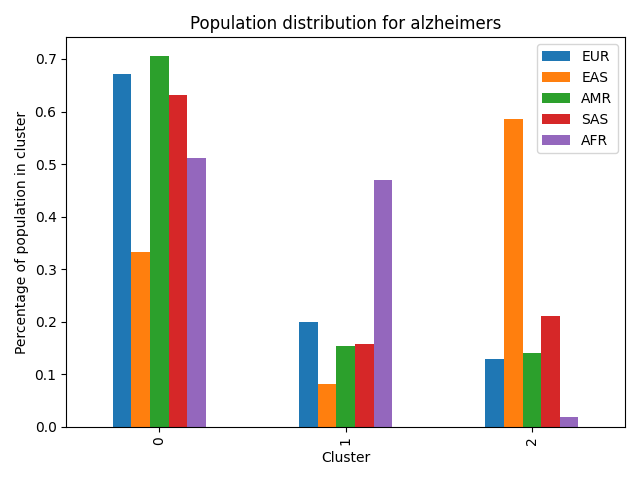 Population distribution for alzheimers
Percentage of population in cluster
0.7
0.6
0.5
0.4
0.3
0.2
0.1
0.0
EUR
EAS
AMR
SAS
AFR
0
1
2
Cluster